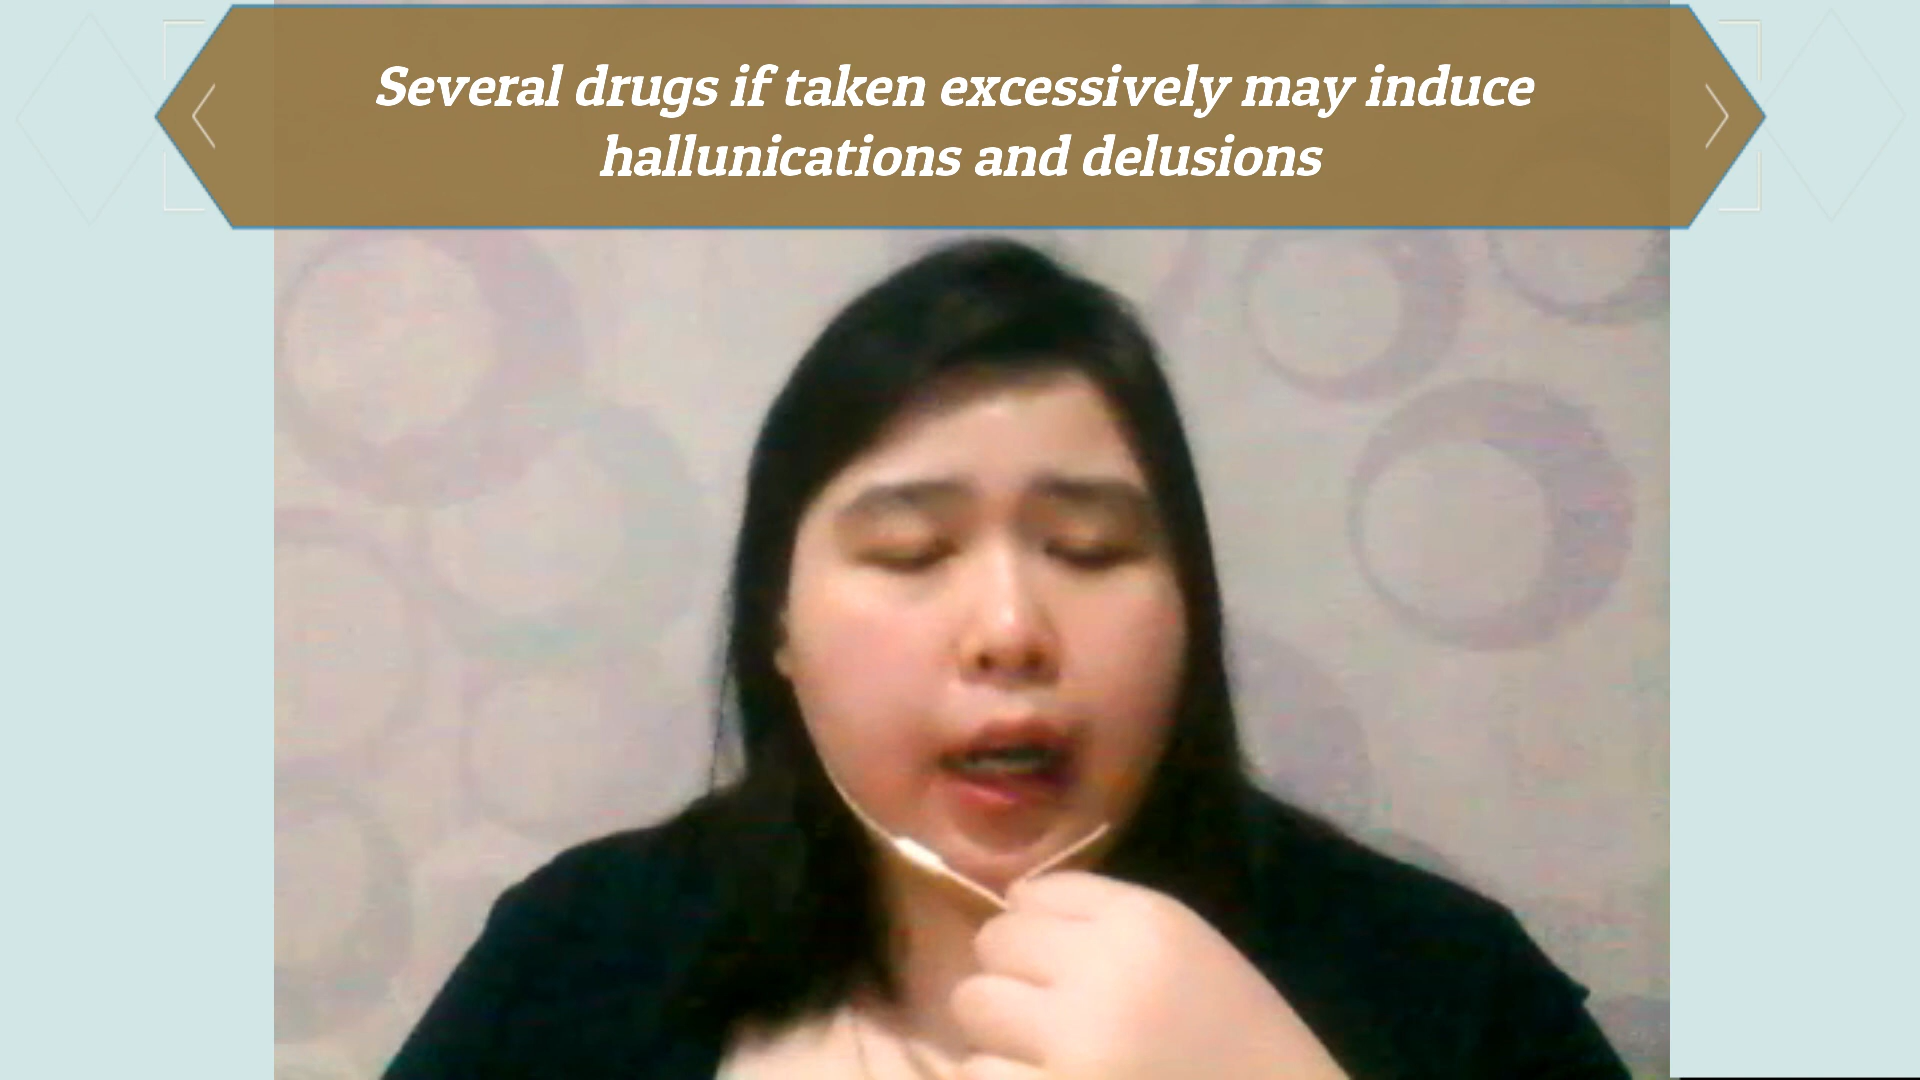 Several drugs if taken excessively may induce
hallunications and delusions